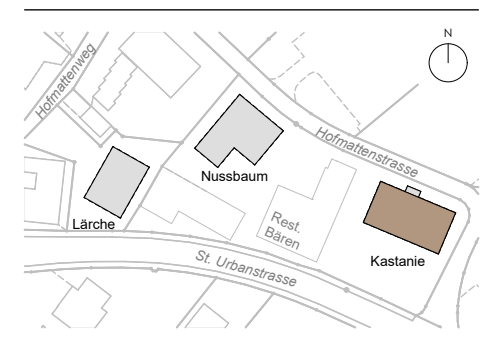 N
Hofmattenweg
Hofmattenstrasse
Nussbaum
Lärche
Rest.
Bären
St. Urbanstrasse
Kastanie